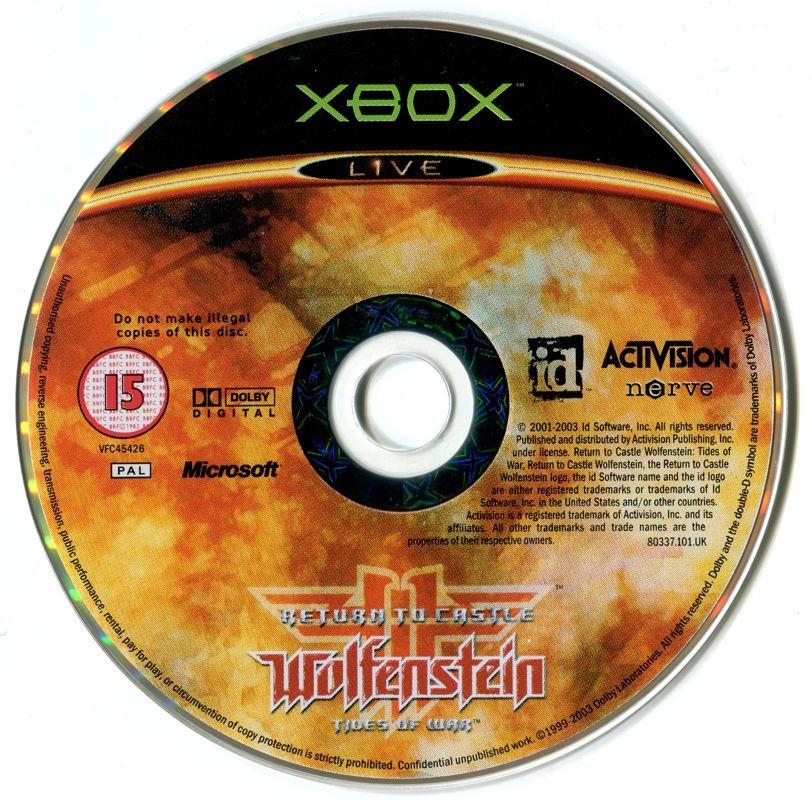 XBOX™
LIVE
Do not make illegal
copies of this disc.
15
VFC45426
PAL
DOLBY
DIGITAL
Microsoft®
id™
ACTIVISION®
nerve
© 2001-2003 Id Software, Inc. All rights reserved.
Published and distributed by Activision Publishing, Inc.
under license. Return to Castle Wolfenstein: Tides of
War, Return to Castle Wolfenstein, the Return to Castle
Wolfenstein logo, the id Software name and the id logo
are either registered trademarks or trademarks of Id
Software, Inc. in the United States and/or other countries.
Activision is a registered trademark of Activision, Inc. and its
affiliates. All other trademarks and trade names are the
properties of their respective owners.
80337.101.UK
RETURN TO CASTLE™
Wolfenstein
TIDES OF WAR™
Unauthorised copying, reverse engineering, transmission, public performance, rental, pay for play, or circumvention of copy protection is strictly prohibited. Confidential unpublished work. ©1999-2003 Dolby Laboratories. All rights reserved. Dolby and the double-D symbol are trademarks of Dolby Laboratories.